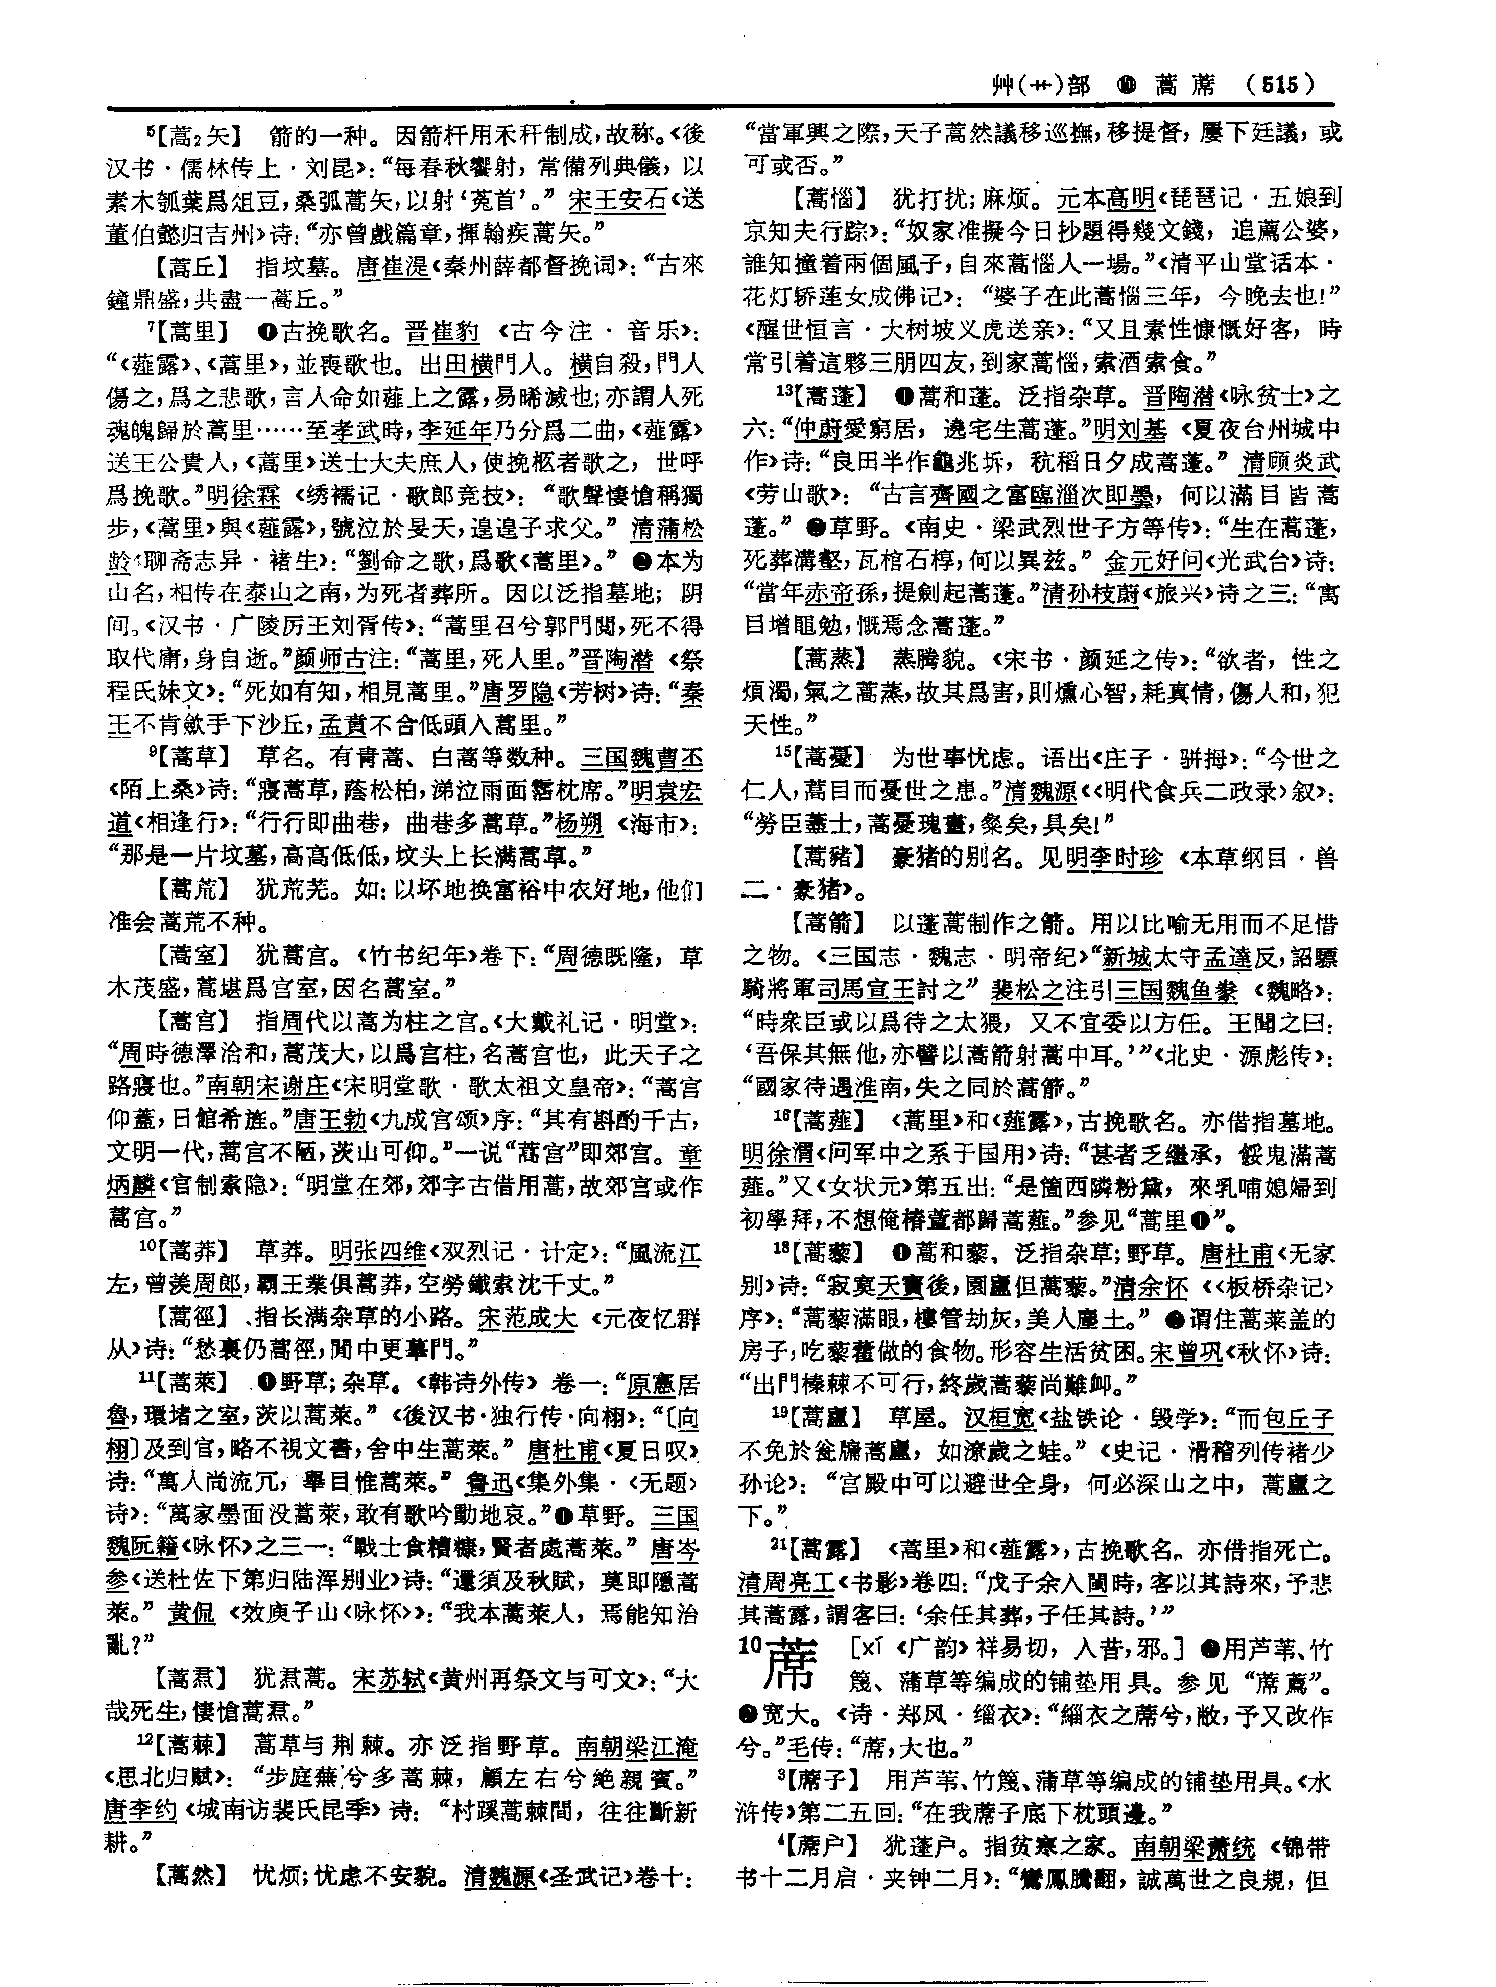 艸(艹)部 ❿ 蒿 蓆 (515)
⁵【蒿₂矢】 箭的一种。因箭杆用禾秆制成,故称。《後
汉书·儒林传上·刘昆》:“每春秋饗射,常備列典儀,以
素木瓠葉爲俎豆,桑弧蒿矢,以射‘菟首’。”宋王安石《送
董伯懿归吉州》诗:“亦曾戲篇章,揮翰疾蒿矢。”
【蒿丘】 指坟墓。唐崔湜《秦州薛都督挽词》:“古來
鐘鼎盛,共盡一蒿丘。”
⁷【蒿里】 ❶古挽歌名。晋崔豹《古今注·音乐》:
“《薤露》、《蒿里》,並喪歌也。出田横門人。横自殺,門人
傷之,爲之悲歌,言人命如薤上之露,易晞滅也;亦謂人死
魂魄歸於蒿里……至孝武時,李延年乃分爲二曲,《薤露》
送王公貴人,《蒿里》送士大夫庶人,使挽柩者歌之,世呼
爲挽歌。”明徐霖《绣襦记·歌郎竞技》:“歌聲悽愴稱獨
步,《蒿里》與《薤露》,號泣於旻天,遑遑子求父。”清蒲松
龄《聊斋志异·褚生》:“劉命之歌,爲歌《蒿里》。”❷本为
山名,相传在泰山之南,为死者葬所。因以泛指墓地;阴
间。《汉书·广陵厉王刘胥传》:“蒿里召兮郭門閲,死不得
取代庸,身自逝。”颜师古注:“蒿里,死人里。”晋陶潜《祭
程氏妹文》:“死如有知,相見蒿里。”唐罗隐《芳树》诗:“秦
王不肯斂手下沙丘,孟賁不合低頭入蒿里。”
⁹【蒿草】 草名。有青蒿、白蒿等数种。三国魏曹丕
《陌上桑》诗:“寢蒿草,蔭松柏,涕泣雨面霑枕席。”明袁宏
道《相逢行》:“行行即曲巷,曲巷多蒿草。”杨朔《海市》:
“那是一片坟墓,高高低低,坟头上长满蒿草。”
【蒿荒】 犹荒芜。如:以坏地换富裕中农好地,他们
准会蒿荒不种。
【蒿室】 犹蒿宫。《竹书纪年》卷下:“周德既隆,草
木茂盛,蒿堪爲宫室,因名蒿室。”
【蒿宫】 指周代以蒿为柱之宫。《大戴礼记·明堂》:
“周時德澤洽和,蒿茂大,以爲宫柱,名蒿宫也,此天子之
路寢也。”南朝宋谢庄《宋明堂歌·歌太祖文皇帝》:“蒿宫
仰蓋,日館希旌。”唐王勃《九成宫颂》序:“其有斟酌千古,
文明一代,蒿宫不陋,茨山可仰。”一说“蒿宫”即郊宫。章
炳麟《官制索隐》:“明堂在郊,郊字古借用蒿,故郊宫或作
蒿宫。”
¹⁰【蒿莽】 草莽。明张四维《双烈记·计定》:“風流江
左,曾羨周郎,霸王業俱蒿莽,空勞鐵索沈千丈。”
【蒿徑】 指长满杂草的小路。宋范成大《元夜忆群
从》诗:“愁裏仍蒿徑,閒中更蓽門。”
¹¹【蒿萊】 ❶野草;杂草。《韩诗外传》卷一:“原憲居
魯,環堵之室,茨以蒿萊。”《後汉书·独行传·向栩》:“〔向
栩〕及到官,略不視文書,舍中生蒿萊。”唐杜甫《夏日叹》
诗:“萬人尚流冗,舉目惟蒿萊。”鲁迅《集外集·〈无题〉
诗》:“萬家墨面没蒿萊,敢有歌吟動地哀。”❷草野。三国
魏阮籍《咏怀》之三一:“戰士食糟糠,賢者處蒿萊。”唐岑
参《送杜佐下第归陆浑别业》诗:“還須及秋賦,莫即隱蒿
萊。”黄侃《效庾子山〈咏怀〉》:“我本蒿萊人,焉能知治
亂?”
【蒿焄】 犹焄蒿。宋苏轼《黄州再祭文与可文》:“大
哉死生,悽愴蒿焄。”
¹²【蒿棘】 蒿草与荆棘。亦泛指野草。南朝梁江淹
《思北归赋》:“步庭蕪兮多蒿棘,顧左右兮絶親賓。”
唐李约《城南访裴氏昆季》诗:“村蹊蒿棘間,往往斷新
耕。”
【蒿然】 忧烦;忧虑不安貌。清魏源《圣武记》卷十:
“當軍興之際,天子蒿然議移巡撫,移提督,屢下廷議,或
可或否。”
【蒿惱】 犹打扰;麻烦。元本高明《琵琶记·五娘到
京知夫行踪》:“奴家准擬今日抄題得幾文錢,追薦公婆,
誰知撞着兩個風子,自來蒿惱人一場。”《清平山堂话本·
花灯轿莲女成佛记》:“婆子在此蒿惱三年,今晚去也!”
《醒世恒言·大树坡义虎送亲》:“又且素性慷慨好客,時
常引着這夥三朋四友,到家蒿惱,索酒索食。”
¹³【蒿蓬】 ❶蒿和蓬。泛指杂草。晋陶潜《咏贫士》之
六:“仲蔚愛窮居,遶宅生蒿蓬。”明刘基《夏夜台州城中
作》诗:“良田半作龜兆坼,秔稻日夕成蒿蓬。”清顾炎武
《劳山歌》:“古言齊國之富臨淄次即墨,何以滿目皆蒿
蓬。”❷草野。《南史·梁武烈世子方等传》:“生在蒿蓬,
死葬溝壑,瓦棺石椁,何以異兹。”金元好问《光武台》诗:
“當年赤帝孫,提劍起蒿蓬。”清孙枝蔚《旅兴》诗之三:“寓
目增黽勉,慨焉念蒿蓬。”
【蒿蒸】 蒸腾貌。《宋书·颜延之传》:“欲者,性之
煩濁,氣之蒿蒸,故其爲害,則燻心智,耗真情,傷人和,犯
天性。”
¹⁵【蒿憂】 为世事忧虑。语出《庄子·骈拇》:“今世之
仁人,蒿目而憂世之患。”清魏源《〈明代食兵二政录〉叙》:
“勞臣藎士,蒿憂瑰畫,粲矣,具矣!”
【蒿豬】 豪猪的别名。见明李时珍《本草纲目·兽
二·豪猪》。
【蒿箭】 以蓬蒿制作之箭。用以比喻无用而不足惜
之物。《三国志·魏志·明帝纪》“新城太守孟達反,詔驃
騎將軍司馬宣王討之”裴松之注引三国魏鱼豢《魏略》:
“時衆臣或以爲待之太猥,又不宜委以方任。王聞之曰:
‘吾保其無他,亦譬以蒿箭射蒿中耳。’”《北史·源彪传》:
“國家待遇淮南,失之同於蒿箭。”
¹⁶【蒿薤】 《蒿里》和《薤露》,古挽歌名。亦借指墓地。
明徐渭《问军中之系于国用》诗:“甚者乏繼承,餒鬼滿蒿
薤。”又《女状元》第五出:“是箇西隣粉黛,來乳哺媳婦到
初學拜,不想俺椿萱都歸蒿薤。”参见“蒿里❶”。
¹⁸【蒿藜】 ❶蒿和藜。泛指杂草;野草。唐杜甫《无家
别》诗:“寂寞天寶後,園廬但蒿藜。”清余怀《〈板桥杂记〉
序》:“蒿藜滿眼,樓管劫灰,美人塵土。”❷谓住蒿莱盖的
房子,吃藜藿做的食物。形容生活贫困。宋曾巩《秋怀》诗:
“出門榛棘不可行,終歲蒿藜尚難卹。”
¹⁹【蒿廬】 草屋。汉桓宽《盐铁论·毁学》:“而包丘子
不免於瓮牖蒿廬,如潦歲之蛙。”《史记·滑稽列传褚少
孙论》:“宫殿中可以避世全身,何必深山之中,蒿廬之
下。”
²¹【蒿露】 《蒿里》和《薤露》,古挽歌名。亦借指死亡。
清周亮工《书影》卷四:“戊子余入閩時,客以其詩來,予悲
其蒿露,謂客曰:‘余任其葬,子任其詩。’”
10蓆 [xí 《广韵》祥易切,入昔,邪。] ❶用芦苇、竹
篾、蒲草等编成的铺垫用具。参见“蓆薦”。
❷宽大。《诗·郑风·缁衣》:“緇衣之蓆兮,敝,予又改作
兮。”毛传:“蓆,大也。”
³【蓆子】 用芦苇、竹篾、蒲草等编成的铺垫用具。《水
浒传》第二五回:“在我蓆子底下枕頭邊。”
⁴【蓆户】 犹蓬户。指贫寒之家。南朝梁萧统《锦带
书十二月启·夹钟二月》:“鸞鳳騰翻,誠萬世之良規,但